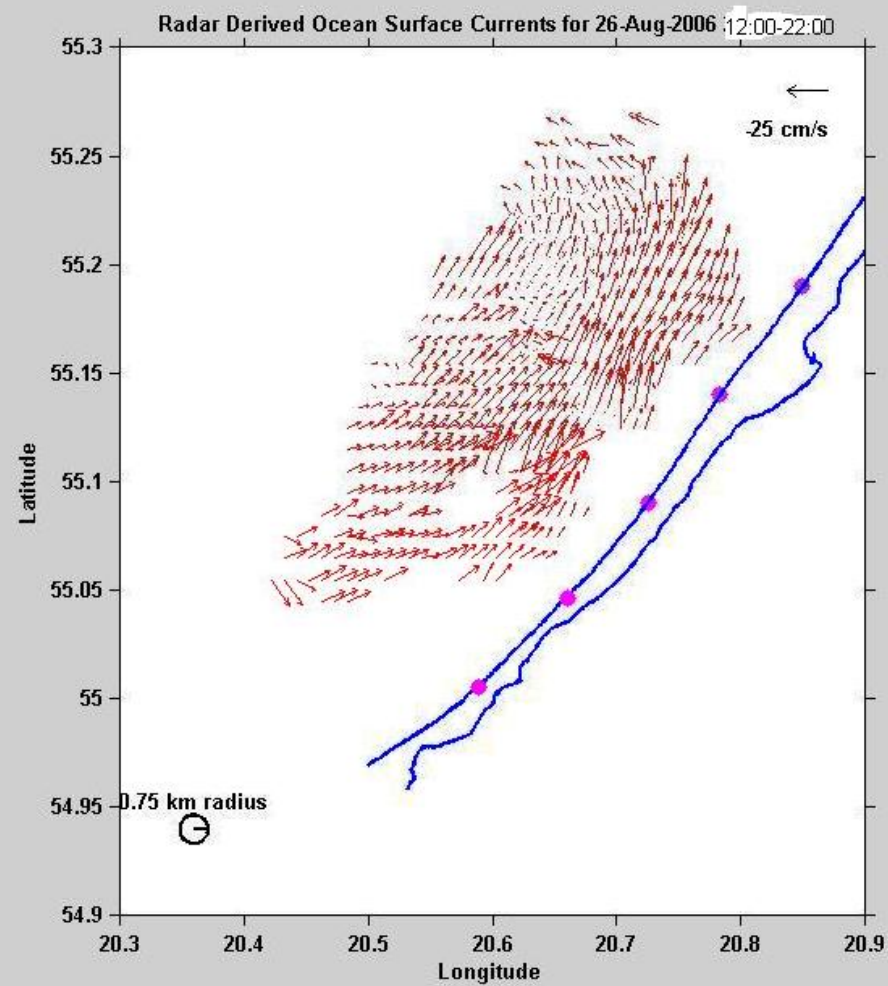 Radar Derived Ocean Surface Currents for 26-Aug-2006 12:00-22:00
55.3
-25 cm/s
55.25
55.2
55.15
55.1
55.05
55
54.95
54.9
Latitude
0.75 km radius
20.3 20.4 20.5 20.6 20.7 20.8 20.9
Longitude